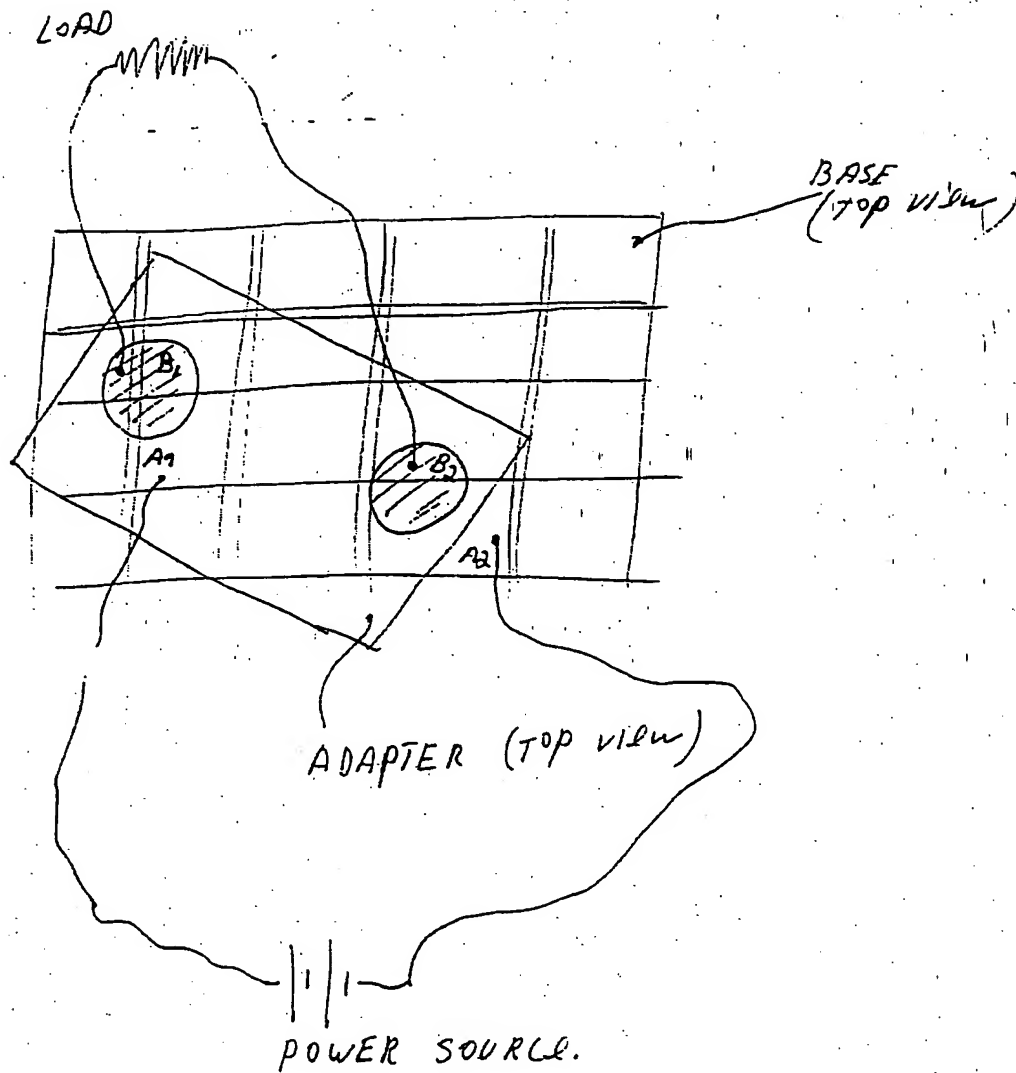 LOAD
BASE
(TOP view)
B1
A1
B2
A2
ADAPTER (TOP view)
POWER SOURCE.